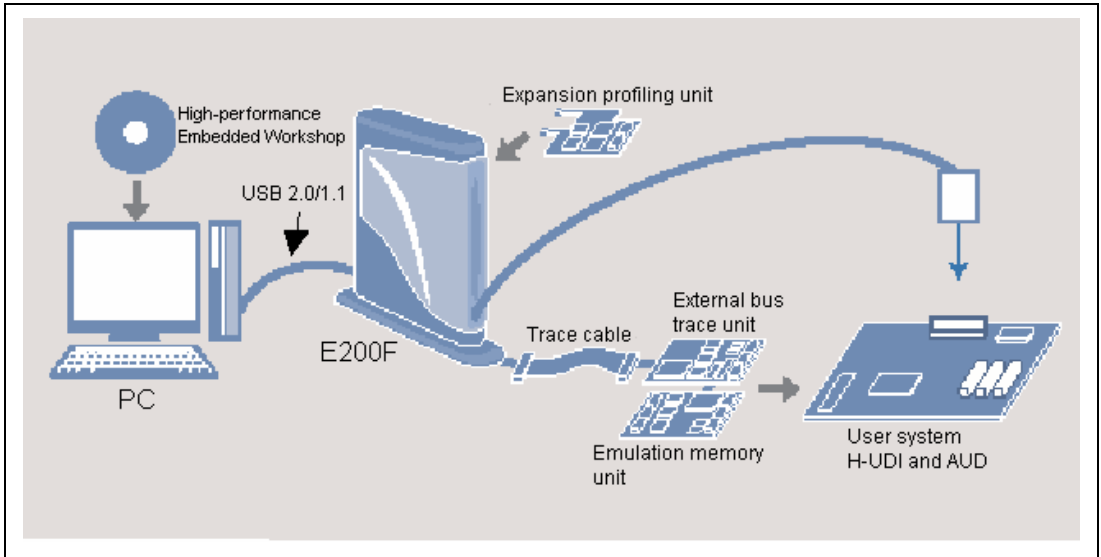 Expansion profiling unit
High-performance
Embedded Workshop
USB 2.0/1.1
External bus
trace unit
Trace cable
E200F
PC
User system
H-UDI and AUD
Emulation memory
unit